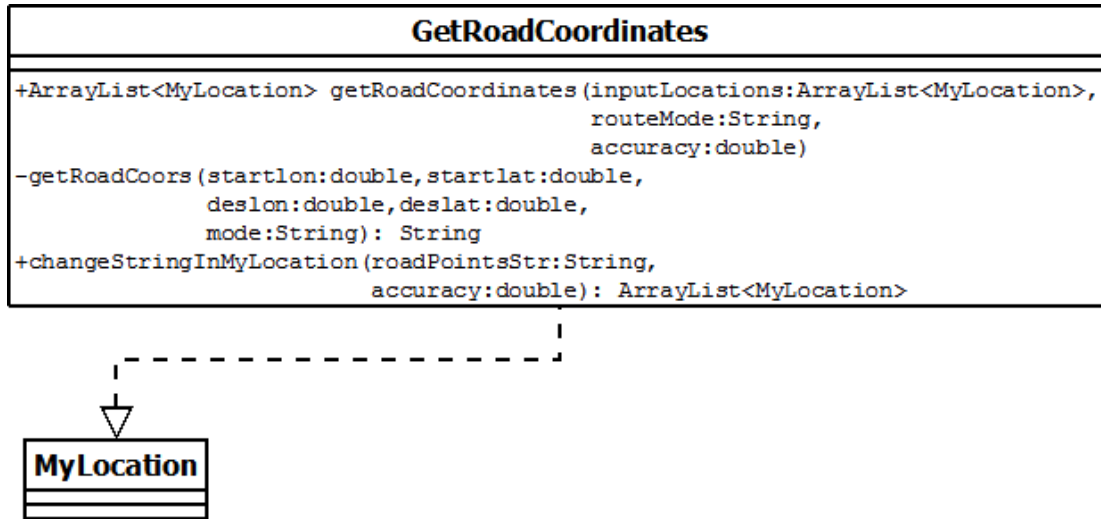 GetRoadCoordinates
+ArrayList<MyLocation> getRoadCoordinates(inputLocations:ArrayList<MyLocation>,
routeMode:String,
accuracy:double)
-getRoadCoors(startlon:double,startlat:double,
deslon:double,deslat:double,
mode:String): String
+changeStringInMyLocation(roadPointsStr:String,
accuracy:double): ArrayList<MyLocation>
MyLocation